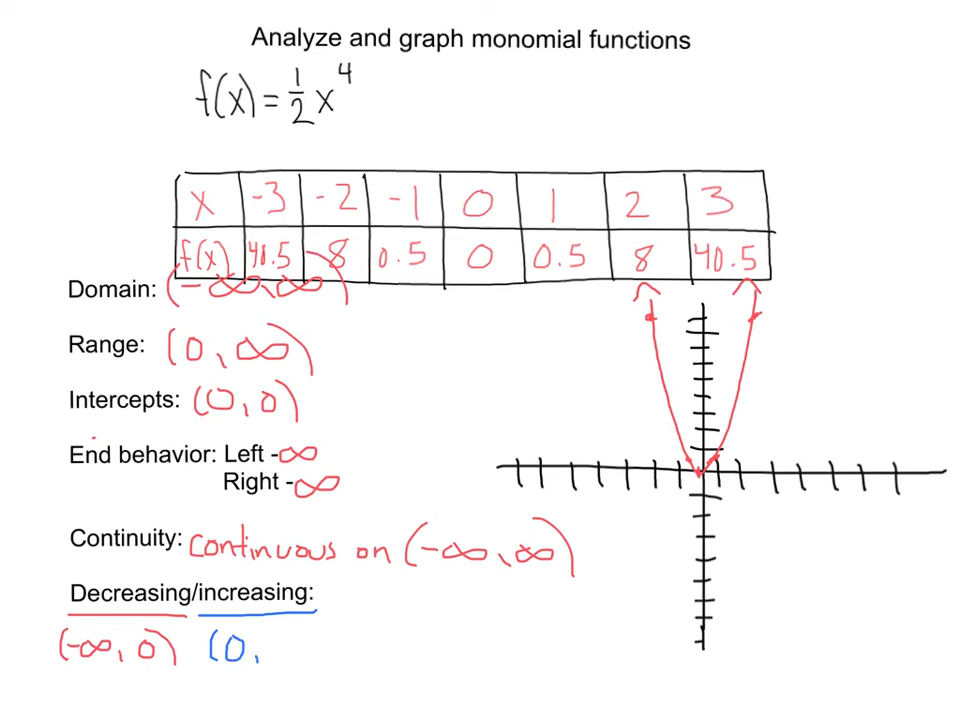 Analyze and graph monomial functions
f(x) = 1/2 x^4
x -3 -2 -1 0 1 2 3
f(x) 40.5 8 0.5 0 0.5 8 40.5
Domain: (-∞, ∞)
Range: (0, ∞)
Intercepts: (0, 0)
End behavior: Left -∞
Right -∞
Continuity: continuous on (-∞, ∞)
Decreasing/increasing:
(-∞, 0) (0,